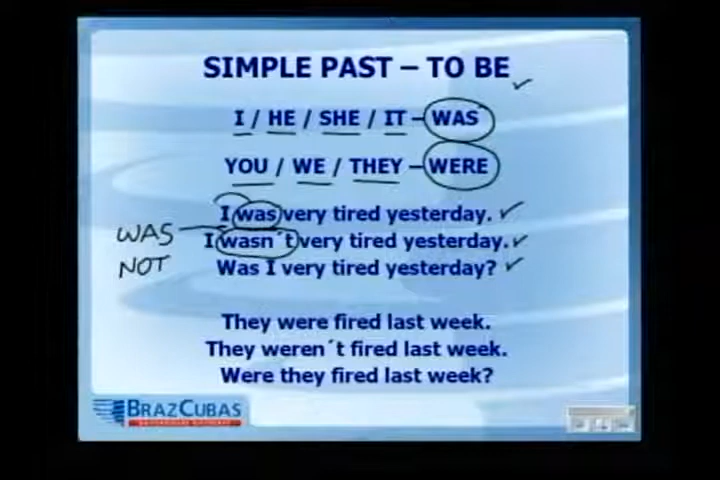 SIMPLE PAST – TO BE
I / HE / SHE / IT – WAS
YOU / WE / THEY – WERE
I was very tired yesterday.
WAS
I wasn´t very tired yesterday.
NOT
Was I very tired yesterday?
They were fired last week.
They weren´t fired last week.
Were they fired last week?
BRAZCUBAS